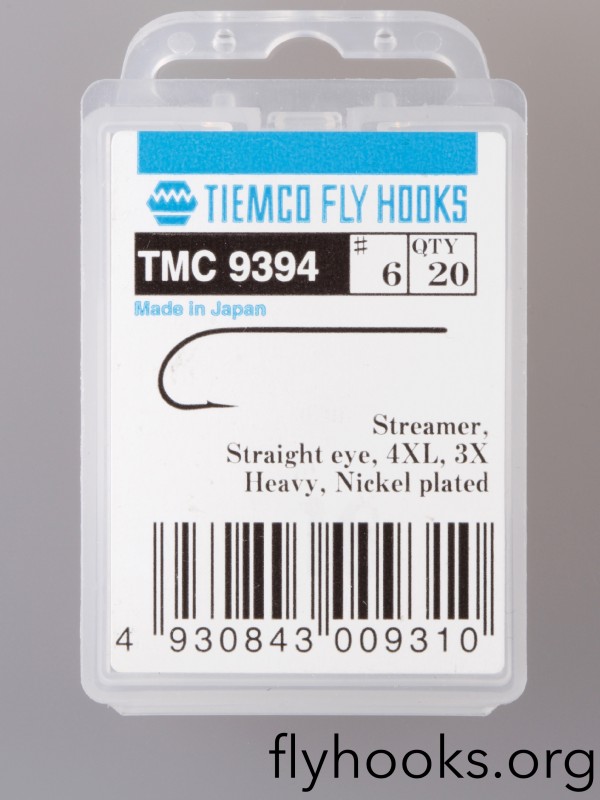 TIEMCO FLY HOOKS
TMC 9394 # 6 QTY 20
Made in Japan
Streamer,
Straight eye, 4XL, 3X
Heavy, Nickel plated
4 930843 009310
flyhooks.org